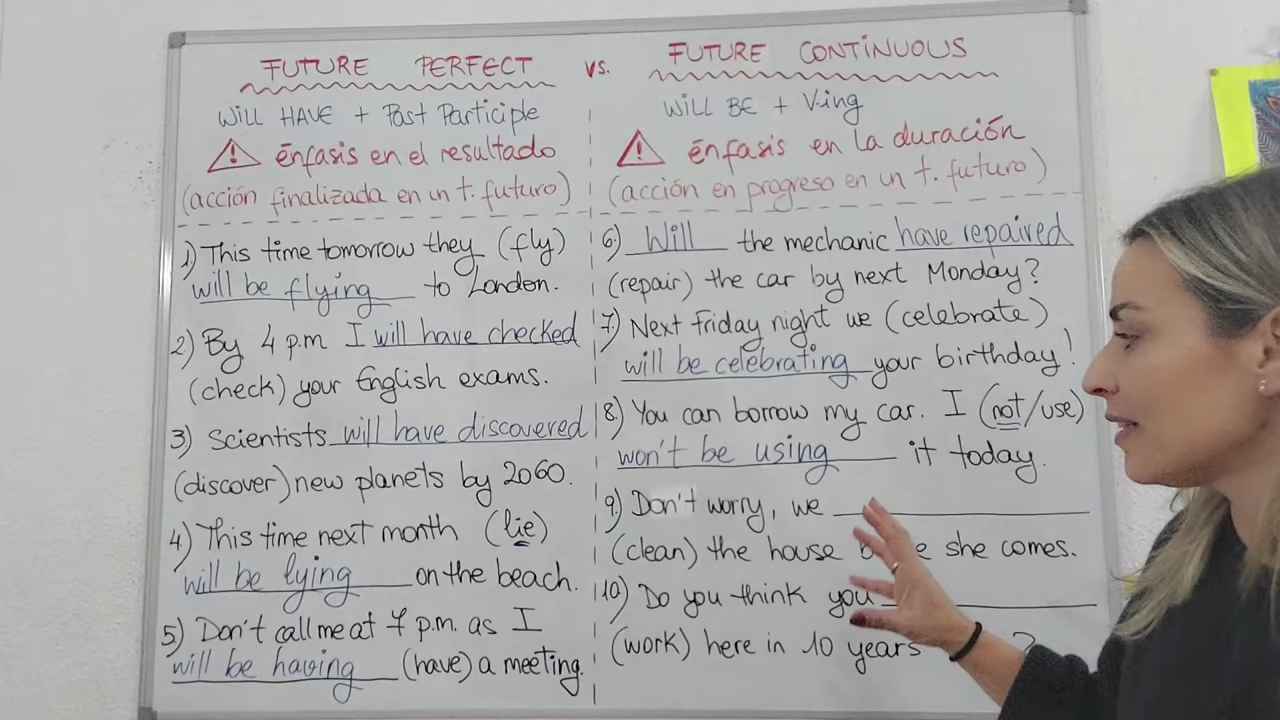 FUTURE PERFECT vs. FUTURE CONTINUOUS
WILL HAVE + Past Participle
énfasis en el resultado
(acción finalizada en un t. futuro)
1) This time tomorrow they (fly)
will be flying to London.
2) By 4 p.m I will have checked
(check) your English exams.
3) Scientists will have discovered
(discover) new planets by 2060.
4) This time next month (lie)
will be lying on the beach.
5) Don't call me at 7 p.m. as I
will be having (have) a meeting.
WILL BE + V-ing
énfasis en la duración
(acción en progreso en un t. futuro)
6) Will the mechanic have repaired
(repair) the car by next Monday?
7) Next Friday night we (celebrate)
will be celebrating your birthday!
8) You can borrow my car. I (not/use)
won't be using it today.
9) Don't worry, we
(clean) the house she comes.
10) Do you think you
(work) here in 10 years ?